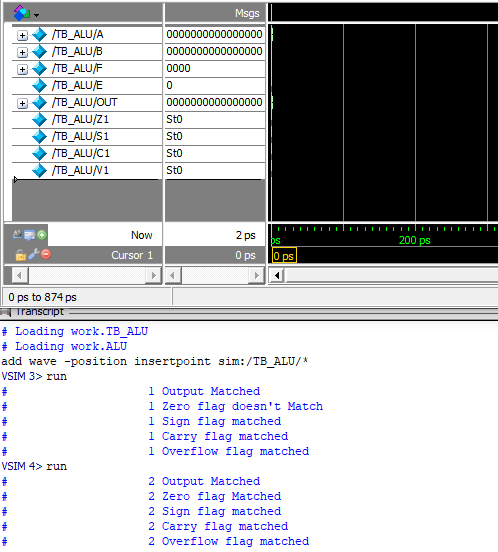 Msgs
/TB_ALU/A 0000000000000000
/TB_ALU/B 0000000000000000
/TB_ALU/F 0000
/TB_ALU/E 0
/TB_ALU/OUT 0000000000000000
/TB_ALU/Z1 St0
/TB_ALU/S1 St0
/TB_ALU/C1 St0
/TB_ALU/V1 St0
Now 2 ps ps 200 ps
Cursor 1 0 ps 0 ps
0 ps to 874 ps
Transcript
# Loading work.TB_ALU
# Loading work.ALU
add wave -position insertpoint sim:/TB_ALU/*
VSIM 3> run
# 1 Output Matched
# 1 Zero flag doesn't Match
# 1 Sign flag matched
# 1 Carry flag matched
# 1 Overflow flag matched
VSIM 4> run
# 2 Output Matched
# 2 Zero flag Matched
# 2 Sign flag matched
# 2 Carry flag matched
# 2 Overflow flag matched